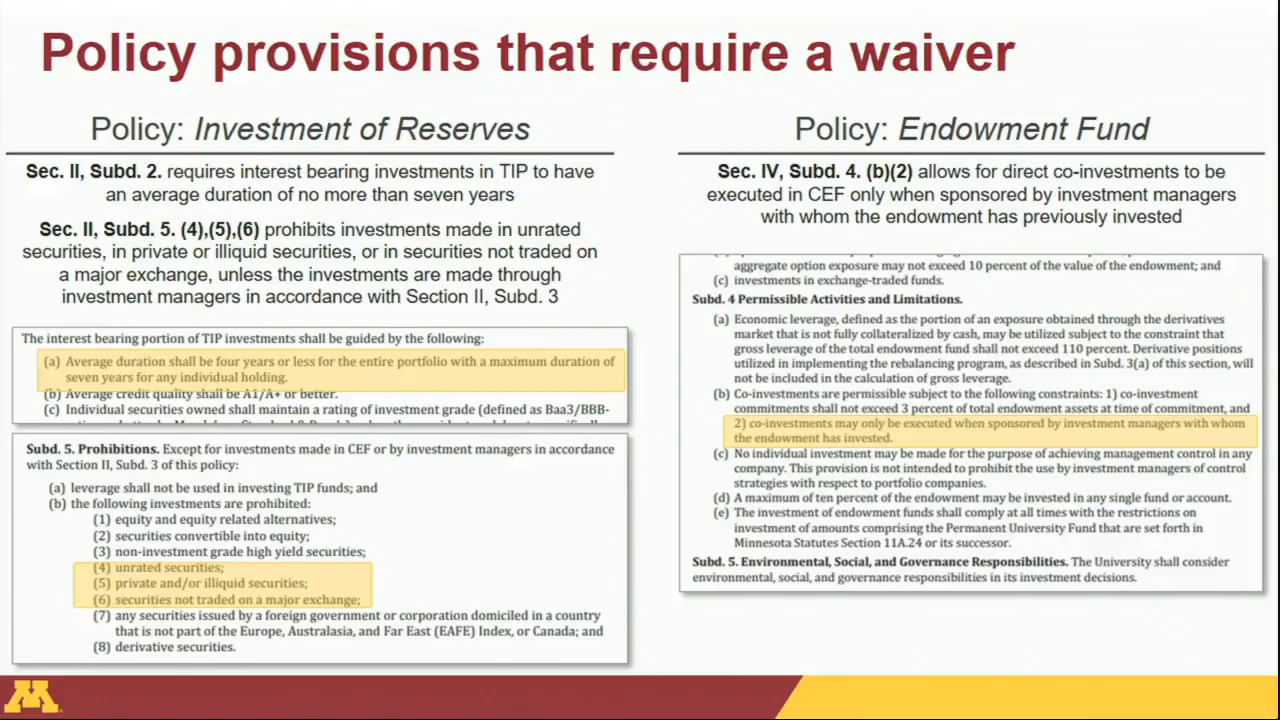 Policy provisions that require a waiver
Policy: Investment of Reserves
Sec. II, Subd. 2. requires interest bearing investments in TIP to have
an average duration of no more than seven years
Sec. II, Subd. 5. (4),(5),(6) prohibits investments made in unrated
securities, in private or illiquid securities, or in securities not traded on
a major exchange, unless the investments are made through
investment managers in accordance with Section II, Subd. 3
The interest bearing portion of TIP investments shall be guided by the following:
(a) Average duration shall be four years or less for the entire portfolio with a maximum duration of
seven years for any individual holding.
(b) Average credit quality shall be A1/A+ or better.
(c) Individual securities owned shall maintain a rating of investment grade (defined as Baa3/BBB-
Subd. 5. Prohibitions. Except for investments made in CEF or by investment managers in accordance
with Section II, Subd. 3 of this policy:
(a) leverage shall not be used in investing TIP funds; and
(b) the following investments are prohibited:
(1) equity and equity related alternatives;
(2) securities convertible into equity;
(3) non-investment grade high yield securities;
(4) unrated securities;
(5) private and/or illiquid securities;
(6) securities not traded on a major exchange;
(7) any securities issued by a foreign government or corporation domiciled in a country
that is not part of the Europe, Australasia, and Far East (EAFE) Index, or Canada; and
(8) derivative securities.
Policy: Endowment Fund
Sec. IV, Subd. 4. (b)(2) allows for direct co-investments to be
executed in CEF only when sponsored by investment managers
with whom the endowment has previously invested
aggregate option exposure may not exceed 10 percent of the value of the endowment; and
(c) investments in exchange-traded funds.
Subd. 4 Permissible Activities and Limitations.
(a) Economic leverage, defined as the portion of an exposure obtained through the derivatives
market that is not fully collateralized by cash, may be utilized subject to the constraint that
gross leverage of the total endowment fund shall not exceed 110 percent. Derivative positions
utilized in implementing the rebalancing program, as described in Subd. 3(a) of this section, will
not be included in the calculation of gross leverage.
(b) Co-investments are permissible subject to the following constraints: 1) co-investment
commitments shall not exceed 3 percent of total endowment assets at time of commitment, and
2) co-investments may only be executed when sponsored by investment managers with whom
the endowment has invested.
(c) No individual investment may be made for the purpose of achieving management control in any
company. This provision is not intended to prohibit the use by investment managers of control
strategies with respect to portfolio companies.
(d) A maximum of ten percent of the endowment may be invested in any single fund or account.
(e) The investment of endowment funds shall comply at all times with the restrictions on
investment of amounts comprising the Permanent University Fund that are set forth in
Minnesota Statutes Section 11A.24 or its successor.
Subd. 5. Environmental, Social, and Governance Responsibilities. The University shall consider
environmental, social, and governance responsibilities in its investment decisions.
M